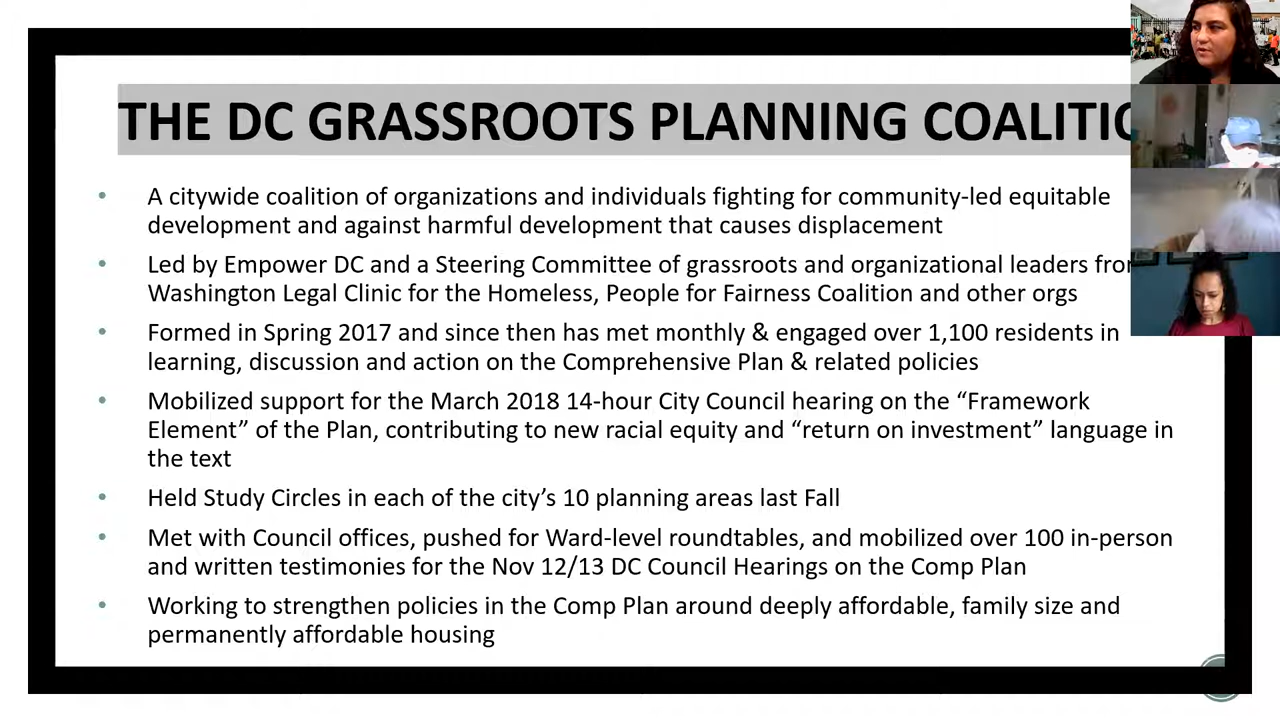 THE DC GRASSROOTS PLANNING COALITIO
• A citywide coalition of organizations and individuals fighting for community-led equitable
development and against harmful development that causes displacement
• Led by Empower DC and a Steering Committee of grassroots and organizational leaders from
Washington Legal Clinic for the Homeless, People for Fairness Coalition and other orgs
• Formed in Spring 2017 and since then has met monthly & engaged over 1,100 residents in
learning, discussion and action on the Comprehensive Plan & related policies
• Mobilized support for the March 2018 14-hour City Council hearing on the “Framework
Element” of the Plan, contributing to new racial equity and “return on investment” language in
the text
• Held Study Circles in each of the city’s 10 planning areas last Fall
• Met with Council offices, pushed for Ward-level roundtables, and mobilized over 100 in-person
and written testimonies for the Nov 12/13 DC Council Hearings on the Comp Plan
• Working to strengthen policies in the Comp Plan around deeply affordable, family size and
permanently affordable housing